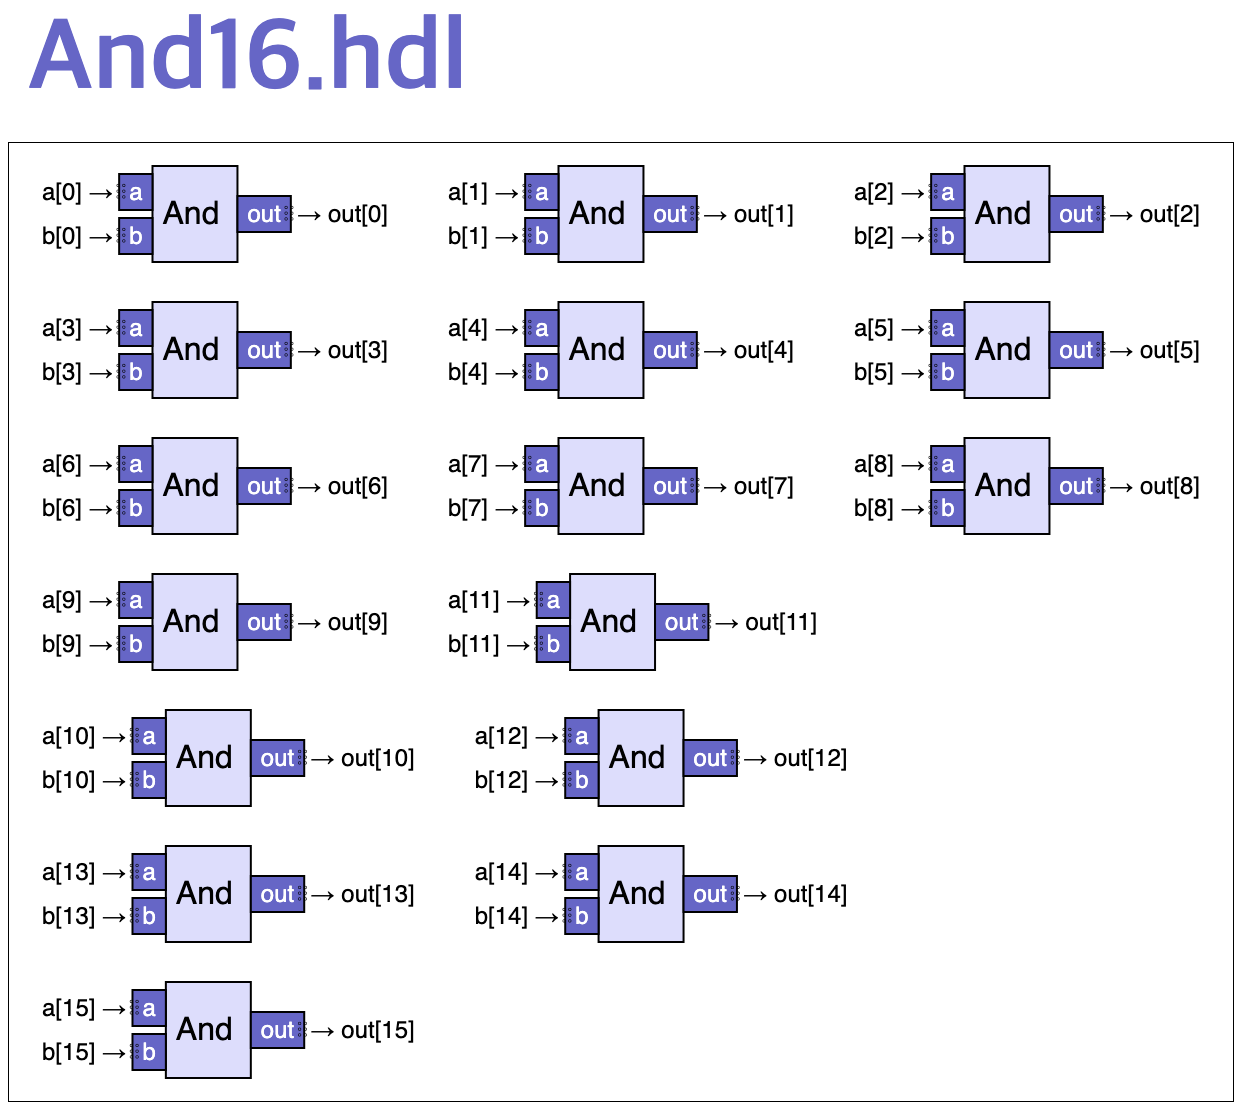 And16.hdl
a[0] → a And out → out[0] a[1] → a And out → out[1] a[2] → a And out → out[2]
b[0] → b b[1] → b b[2] → b
a[3] → a And out → out[3] a[4] → a And out → out[4] a[5] → a And out → out[5]
b[3] → b b[4] → b b[5] → b
a[6] → a And out → out[6] a[7] → a And out → out[7] a[8] → a And out → out[8]
b[6] → b b[7] → b b[8] → b
a[9] → a And out → out[9] a[11] → a And out → out[11]
b[9] → b b[11] → b
a[10] → a And out → out[10] a[12] → a And out → out[12]
b[10] → b b[12] → b
a[13] → a And out → out[13] a[14] → a And out → out[14]
b[13] → b b[14] → b
a[15] → a And out → out[15]
b[15] → b